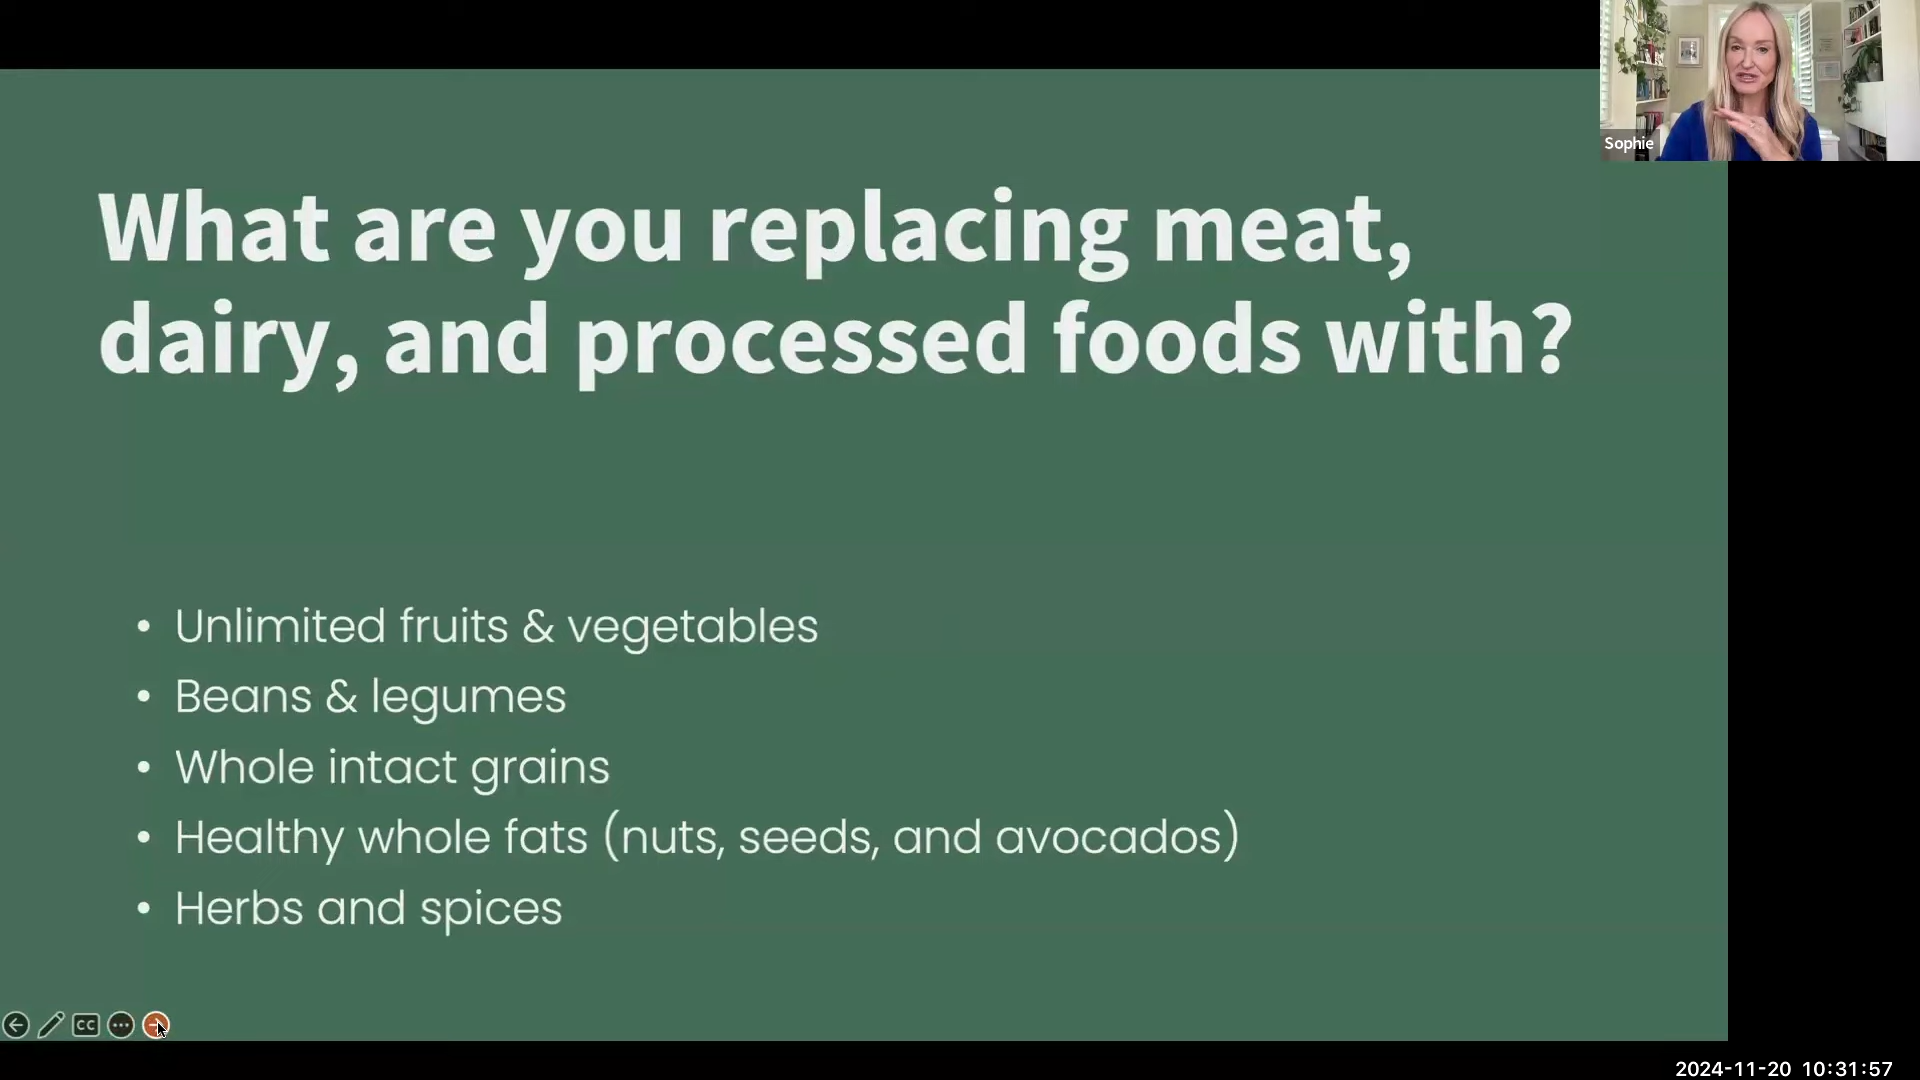 Sophie
What are you replacing meat,
dairy, and processed foods with?
• Unlimited fruits & vegetables
• Beans & legumes
• Whole intact grains
• Healthy whole fats (nuts, seeds, and avocados)
• Herbs and spices
CC
2024-11-20 10:31:57